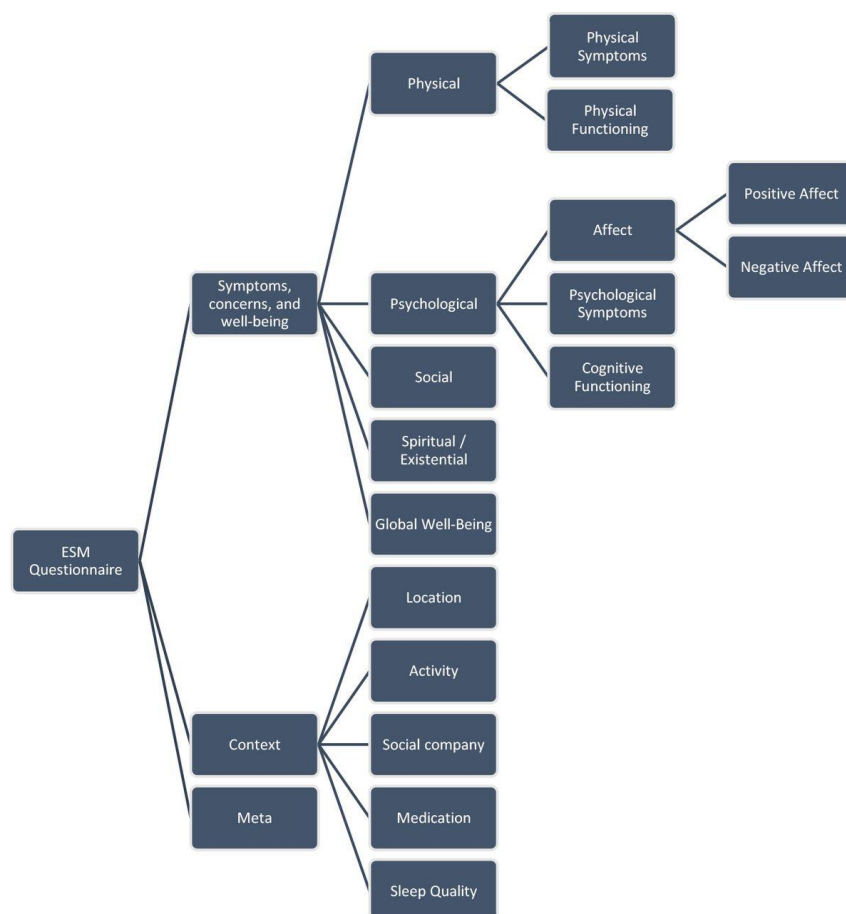 Physical
Symptoms
Physical
Physical
Functioning
Positive Affect
Affect
Negative Affect
Symptoms,
concerns, and
well-being
Psychological
Psychological
Symptoms
Social
Cognitive
Functioning
Spiritual /
Existential
Global Well-Being
ESM
Questionnaire
Location
Activity
Context
Social company
Meta
Medication
Sleep Quality